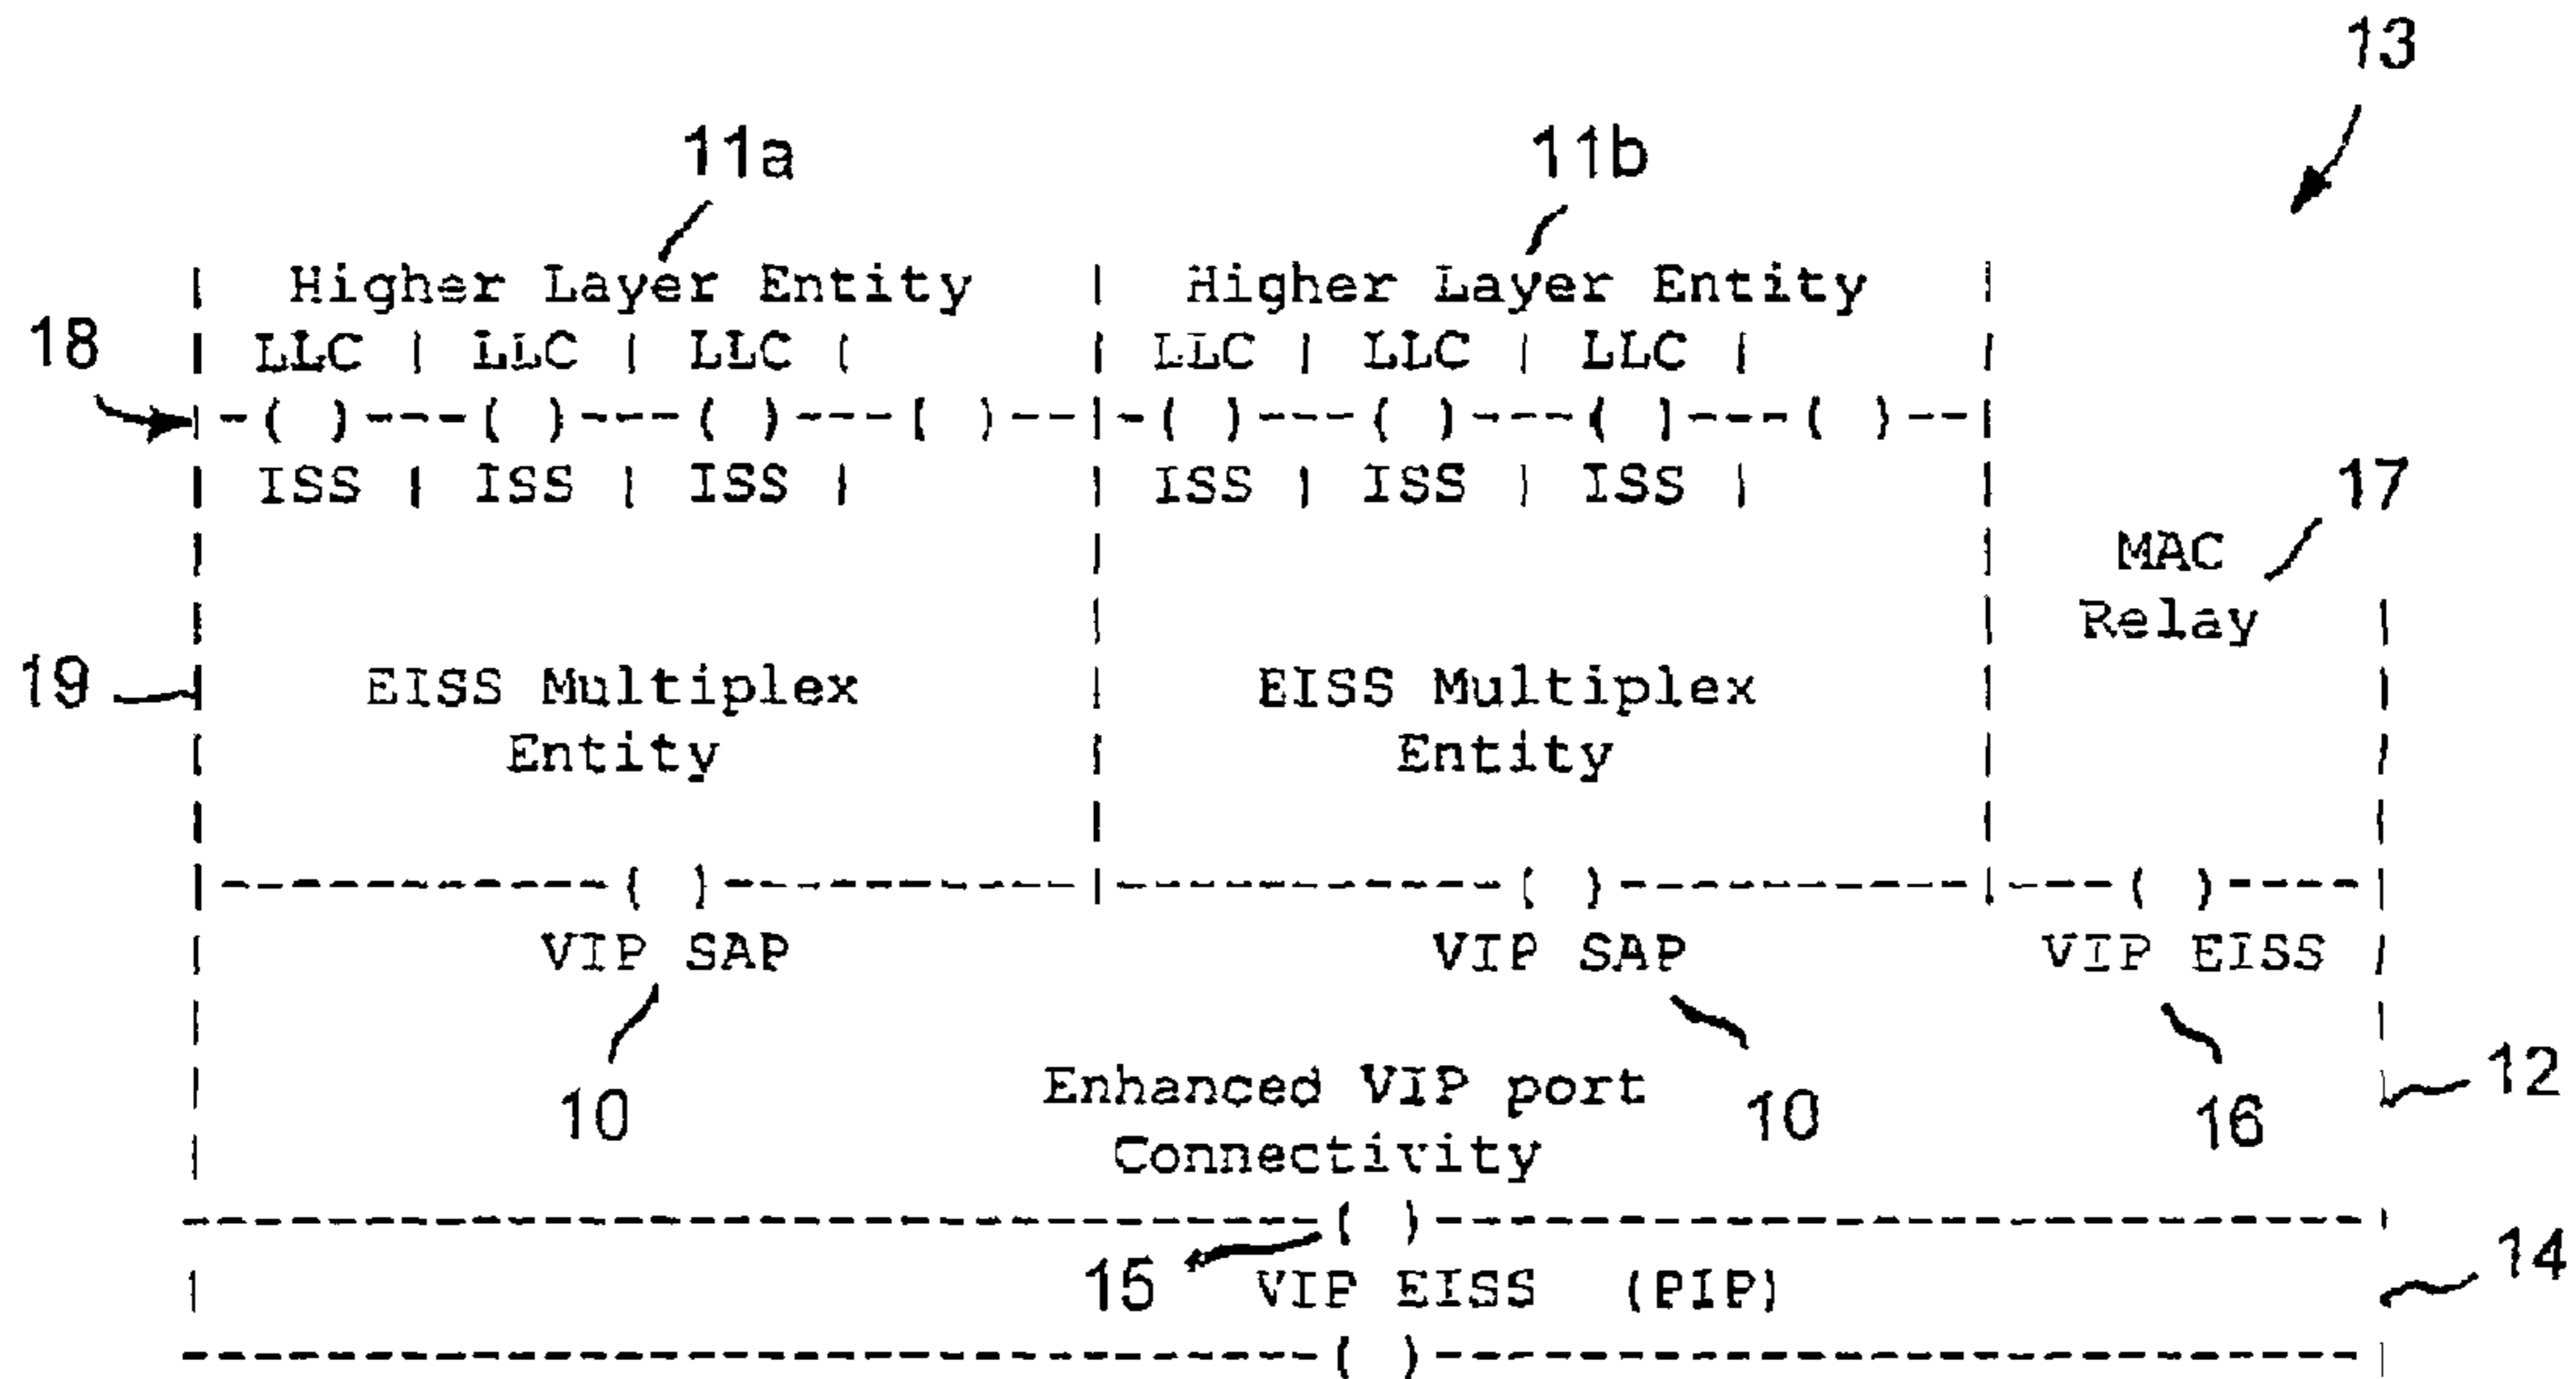 13
11a 11b
Higher Layer Entity | Higher Layer Entity
18 LLC | LLC | LLC | LLC | LLC | LLC |
|-( )---( )---( )---( )--|-( )---( )---( )---( )--|
ISS | ISS | ISS | ISS | ISS | ISS |
17
MAC
Relay
19 EISS Multiplex EISS Multiplex
Entity Entity
|------------( )-----------|------------( )-----------|----( )----|
VIP SAP VIP SAP VIP EISS
10 10 16 12
Enhanced VIP port
Connectivity
--------------------------------( )---------------------------
15 VIP EISS (PIP) 14
--------------------------------( )---------------------------